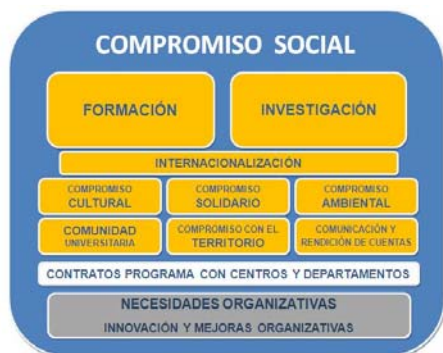 COMPROMISO SOCIAL
FORMACIÓN
INVESTIGACIÓN
INTERNACIONALIZACIÓN
COMPROMISO
CULTURAL
COMPROMISO
SOLIDARIO
COMPROMISO
AMBIENTAL
COMUNIDAD
UNIVERSITARIA
COMPROMISO CON EL
TERRITORIO
COMUNICACIÓN Y
RENDICIÓN DE CUENTAS
CONTRATOS PROGRAMA CON CENTROS Y DEPARTAMENTOS
NECESIDADES ORGANIZATIVAS
INNOVACIÓN Y MEJORAS ORGANIZATIVAS